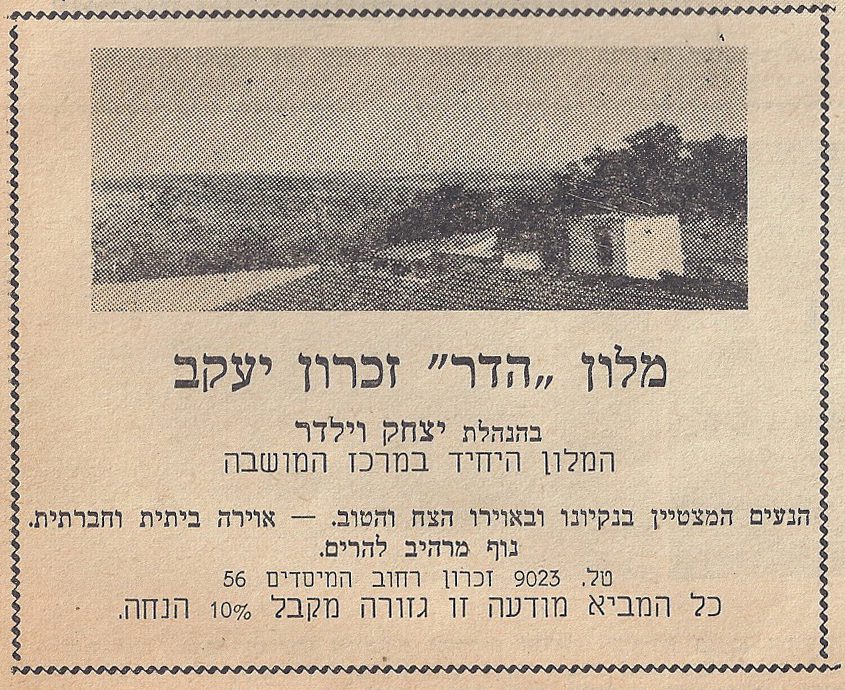 מלון „הדר” זכרון יעקב
בהנהלת יצחק וילדר
המלון היחיד במרכז המושבה
הנעים המצטיין בנקיונו ובאוירו הצח והטוב. — אוירה ביתית וחברתית.
נוף מרהיב להרים.
טל. 9023 זכרון רחוב המיסדים 56
כל המביא מודעה זו גזורה מקבל 10% הנחה.